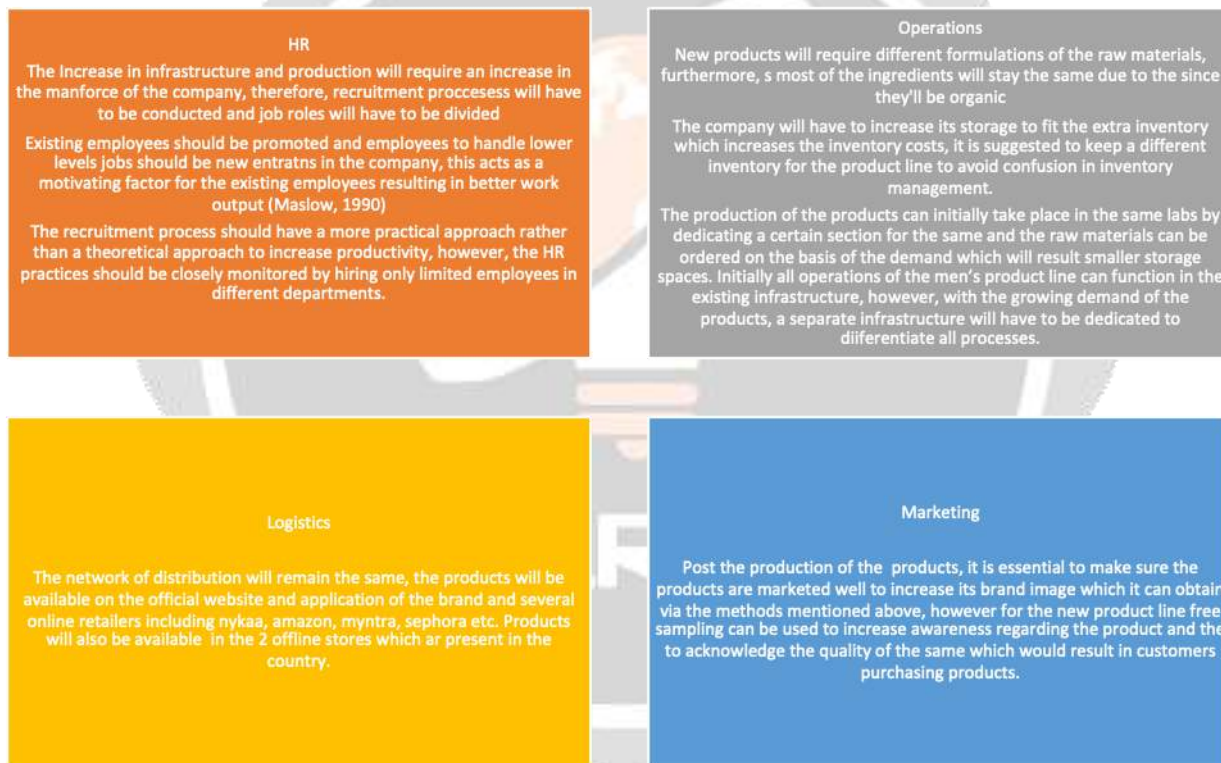 HR
The Increase in infrastructure and production will require an increase in
the manforce of the company, therefore, recruitment proccesess will have
to be conducted and job roles will have to be divided
Existing employees should be promoted and employees to handle lower
levels jobs should be new entratns in the company, this acts as a
motivating factor for the existing employees resulting in better work
output (Maslow, 1990)
The recruitment process should have a more practical approach rather
than a theoretical approach to increase productivity, however, the HR
practices should be closely monitored by hiring only limited employees in
different departments.
Operations
New products will require different formulations of the raw materials,
furthermore, s most of the ingredients will stay the same due to the since
they'll be organic
The company will have to increase its storage to fit the extra inventory
which increases the inventory costs, it is suggested to keep a different
inventory for the product line to avoid confusion in inventory
management.
The production of the products can initially take place in the same labs by
dedicating a certain section for the same and the raw materials can be
ordered on the basis of the demand which will result smaller storage
spaces. Initially all operations of the men's product line can function in the
existing infrastructure, however, with the growing demand of the
products, a separate infrastructure will have to be dedicated to
diiferentiate all processes.
Logistics
The network of distribution will remain the same, the products will be
available on the official website and application of the brand and several
online retailers including nykaa, amazon, myntra, sephora etc. Products
will also be available in the 2 offline stores which ar present in the
country.
Marketing
Post the production of the products, it is essential to make sure the
products are marketed well to increase its brand image which it can obtain
via the methods mentioned above, however for the new product line free
sampling can be used to increase awareness regarding the product and the
to acknowledge the quality of the same which would result in customers
purchasing products.